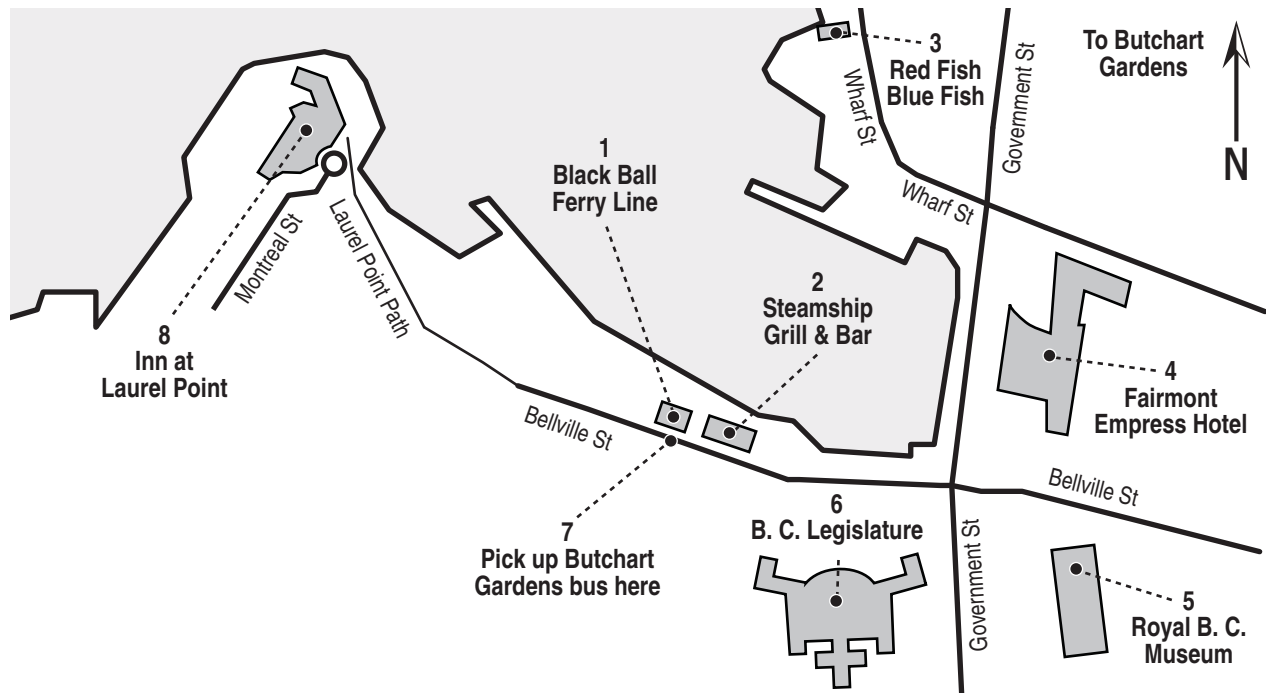 3
Red Fish
Blue Fish
To Butchart
Gardens
N
Wharf St
Government St
Wharf St
1
Black Ball
Ferry Line
Montreal St
Laurel Point Path
2
Steamship
Grill & Bar
8
Inn at
Laurel Point
4
Fairmont
Empress Hotel
Bellville St
Bellville St
7
Pick up Butchart
Gardens bus here
6
B. C. Legislature
Government St
5
Royal B. C.
Museum